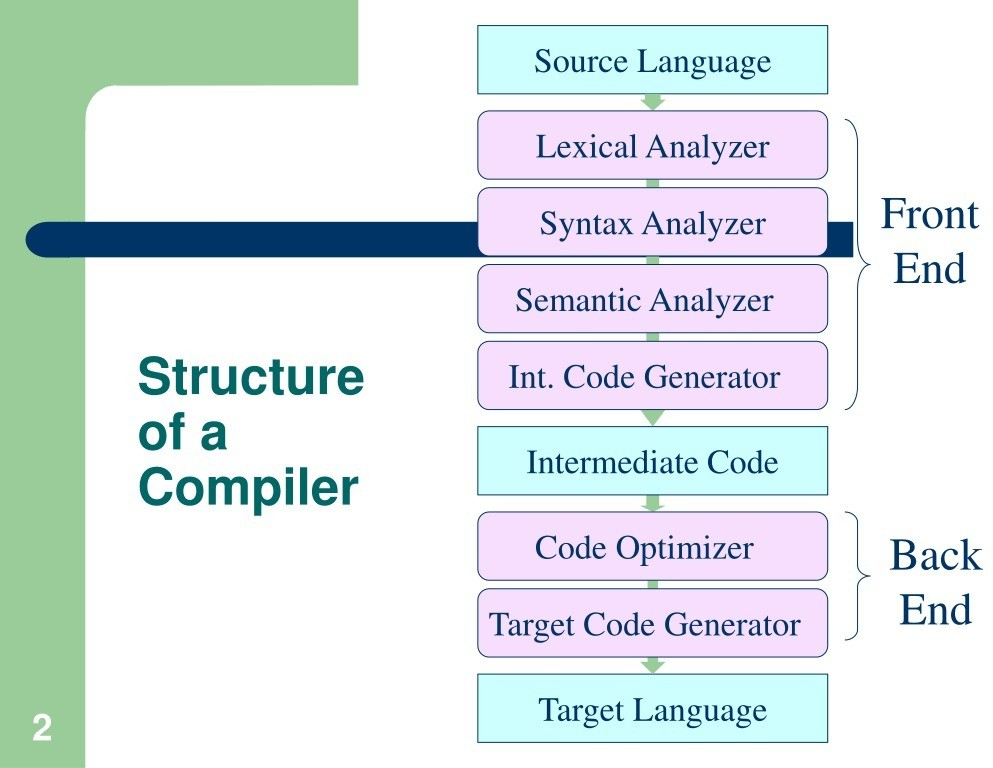 Structure
of a
Compiler
Source Language
Lexical Analyzer
Syntax Analyzer
Semantic Analyzer
Int. Code Generator
Front
End
Intermediate Code
Code Optimizer
Target Code Generator
Back
End
Target Language
2